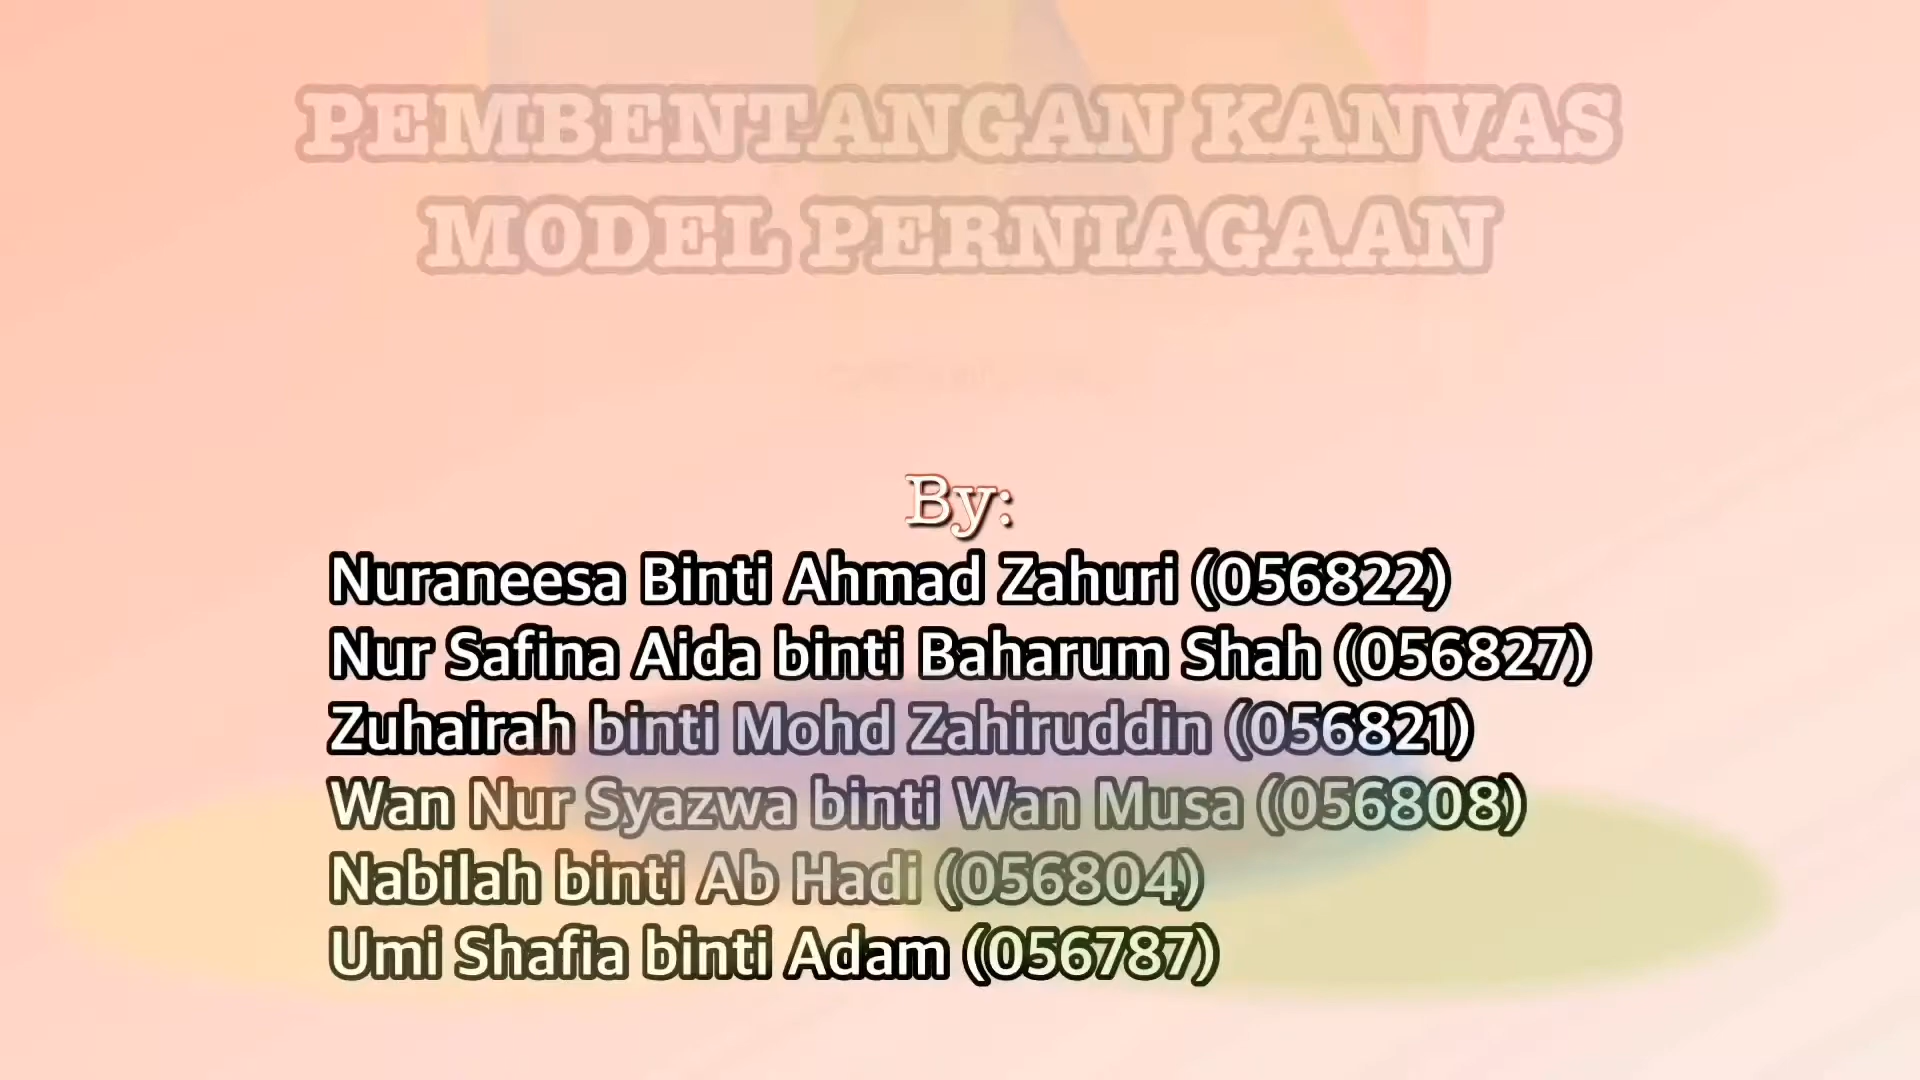 PEMBENTANGAN KANVAS
MODEL PERNIAGAAN
By:
Nuraneesa Binti Ahmad Zahuri (056822)
Nur Safina Aida binti Baharum Shah (056827)
Zuhairah binti Mohd Zahiruddin (056821)
Wan Nur Syazwa binti Wan Musa (056808)
Nabilah binti Ab Hadi (056804)
Umi Shafia binti Adam (056787)